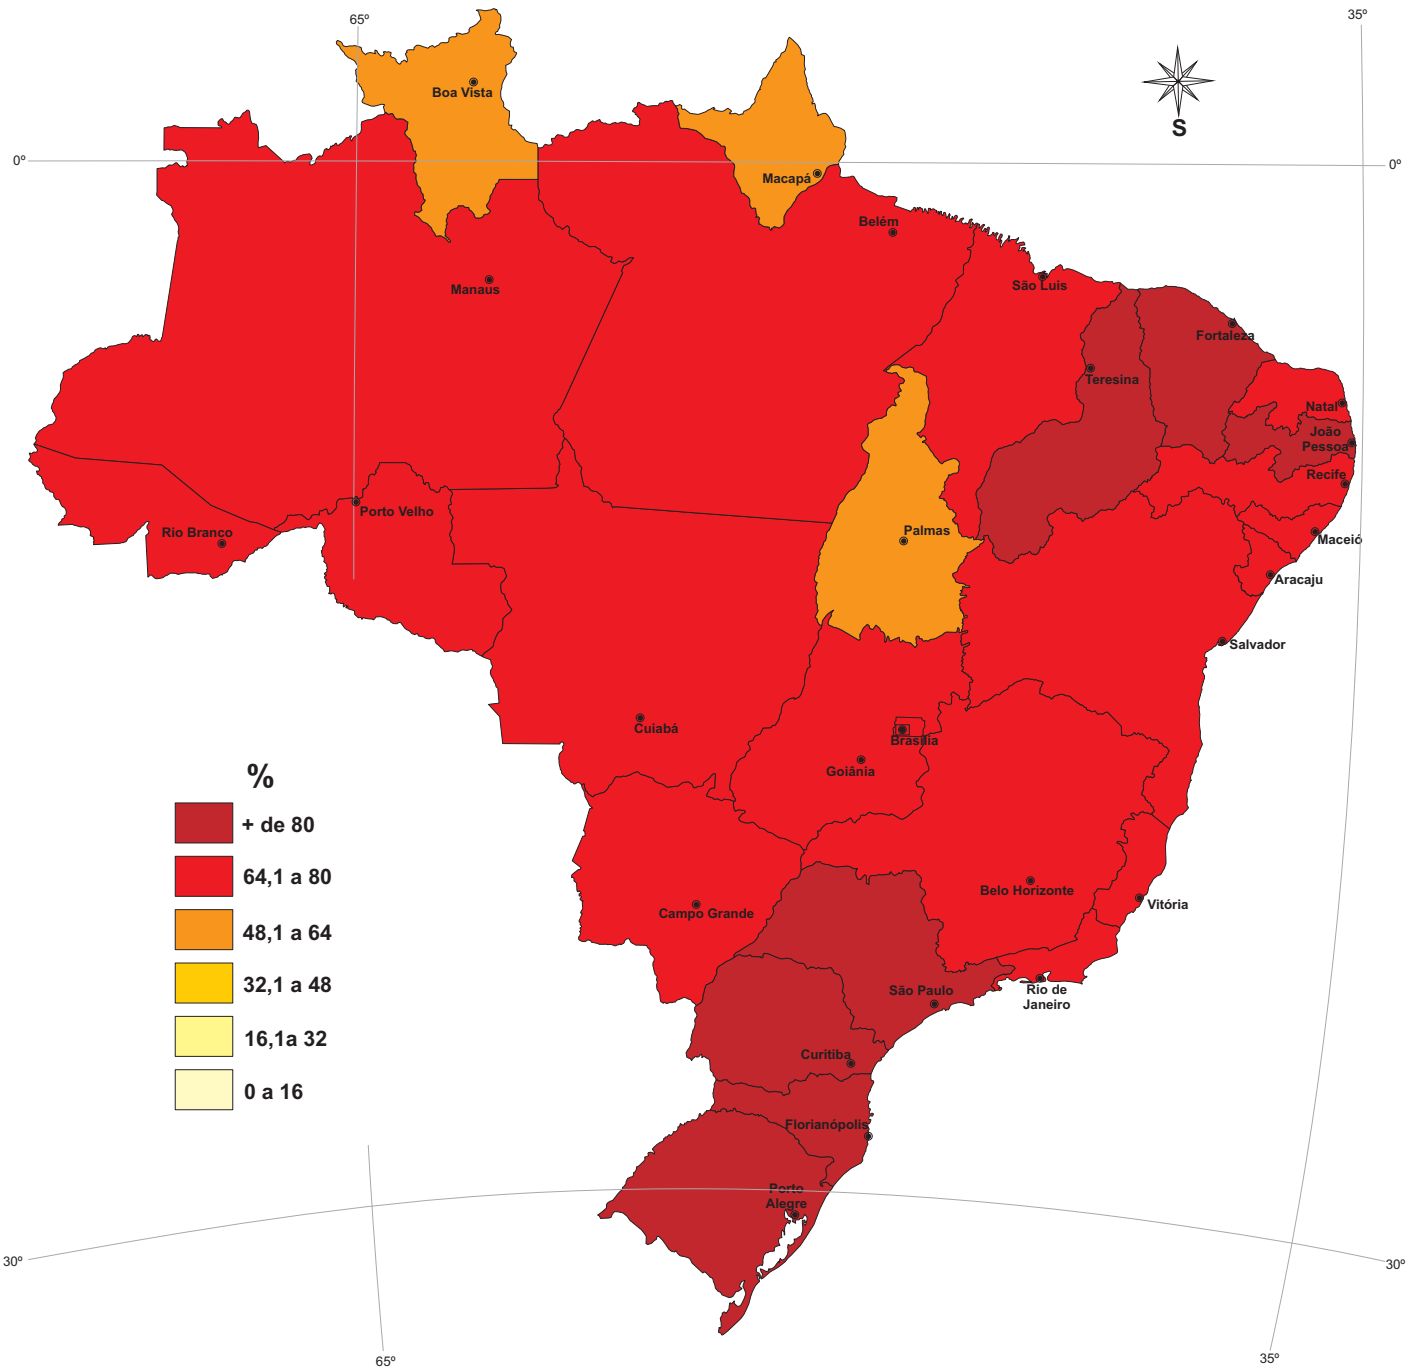 65º
35º
Boa Vista
S
0º
0º
Macapá
Belém
Manaus
São Luis
Fortaleza
Teresina
Natal
João
Pessoa
Recife
Porto Velho
Rio Branco
Palmas
Maceió
Aracaju
Salvador
Cuiabá
Brasília
Goiânia
%
+ de 80
64,1 a 80
48,1 a 64
32,1 a 48
16,1a 32
0 a 16
Belo Horizonte
Vitória
Campo Grande
São Paulo
Rio de
Janeiro
Curitiba
Florianópolis
Porto
Alegre
30º
30º
65º
35º